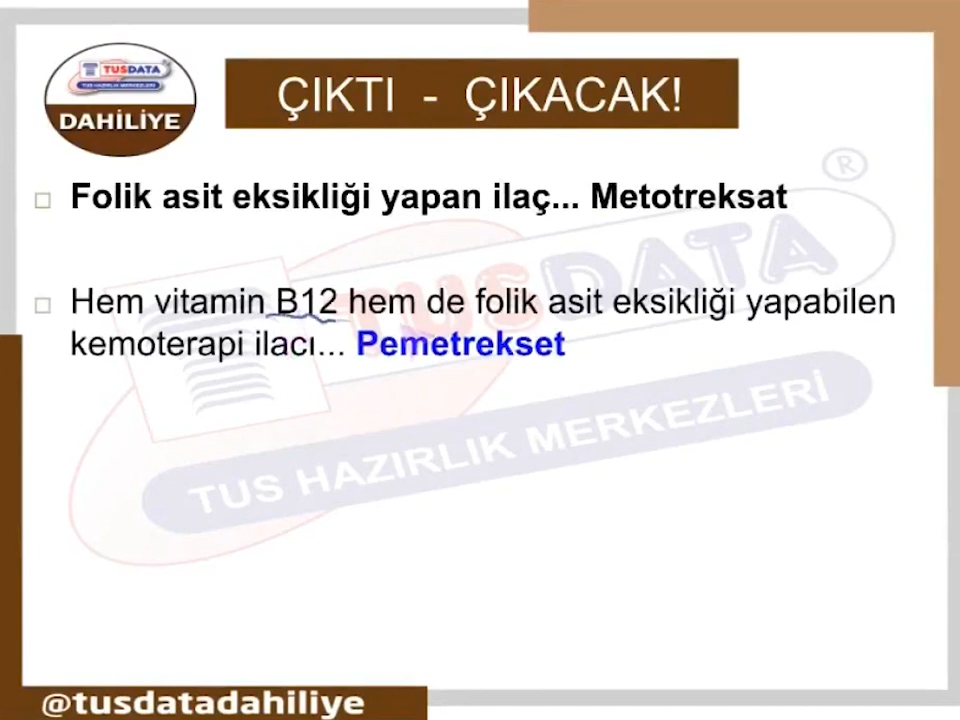 TUSDATA
TUS HAZIRLIK MERKEZLERİ
DAHİLİYE
ÇIKTI - ÇIKACAK!
®
Folik asit eksikliği yapan ilaç... Metotreksat
TUSDATA
Hem vitamin B12 hem de folik asit eksikliği yapabilen
kemoterapi ilacı... Pemetrekset
TUS HAZIRLIK MERKEZLERİ
@tusdatadahiliye